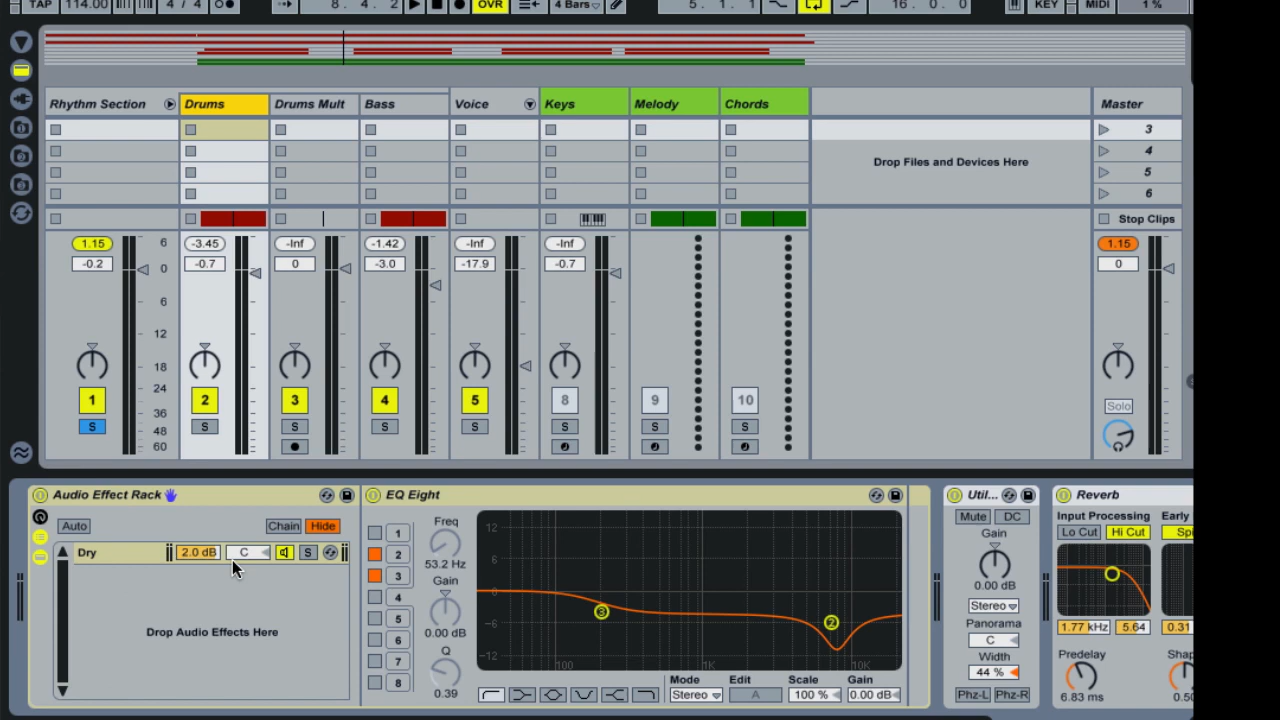 TAP 114.00 4 / 4 8. 4. 2 OVR 4 Bars 5. 1. 1 16. 0. 0 KEY MIDI 1 %
Rhythm Section Drums Drums Mult Bass Voice Keys Melody Chords Master
3
Drop Files and Devices Here 4
5
6
Stop Clips
1.15 6 -3.45 -Inf -1.42 -Inf -Inf 1.15
-0.2 0 -0.7 0 -3.0 -17.9 -0.7 0
6
12
18
24
1 2 3 4 5 8 9 10 Solo
36
S S S S S S S S
48
60
Audio Effect Rack EQ Eight Util... Reverb
Auto Chain Hide
Dry 2.0 dB C S
Drop Audio Effects Here
1
2
3
4
5
6
7
8
Freq
53.2 Hz
Gain
0.00 dB
Q
0.39
12
6
0
-6
-12
3 2
100 1K 10K
Mode Edit Scale Gain
Stereo A 100 % 0.00 dB
Mute DC
Gain
0.00 dB
Stereo
Panorama
C
Width
44 %
Phz-L Phz-R
Input Processing Early
Lo Cut Hi Cut Spi
1.77 kHz 5.64 0.31
Predelay Shap
6.83 ms 0.50